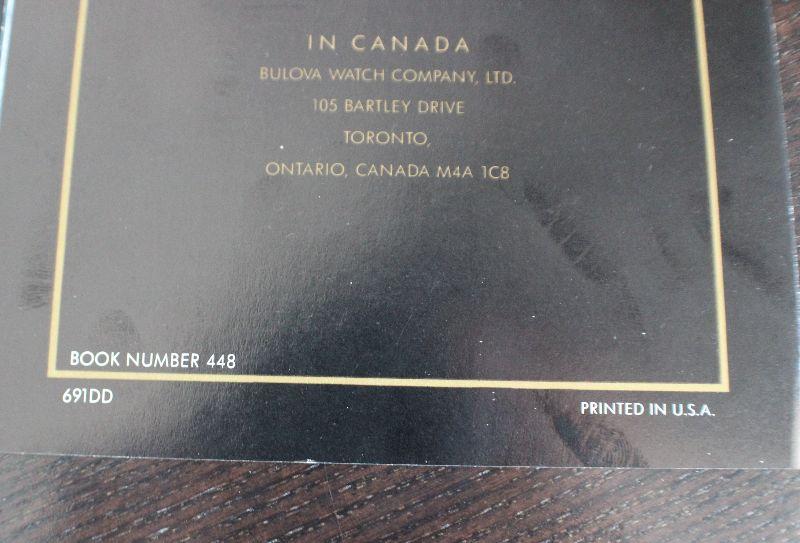 IN CANADA
BULOVA WATCH COMPANY, LTD.
105 BARTLEY DRIVE
TORONTO,
ONTARIO, CANADA M4A 1C8
BOOK NUMBER 448
691DD
PRINTED IN U.S.A.